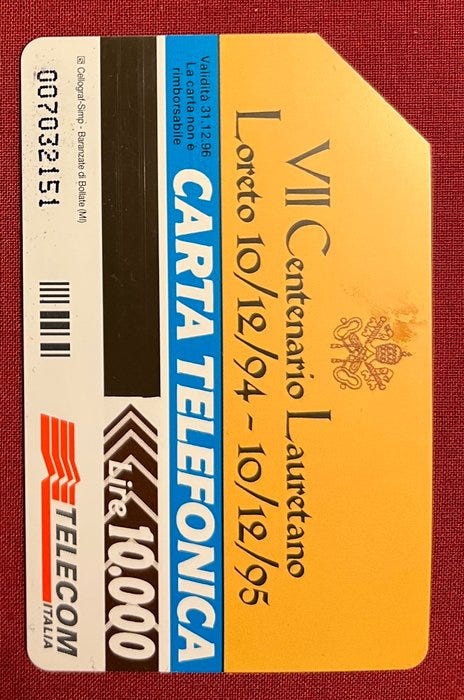 VII Centenario Lauretano
Loreto 10/12/94 - 10/12/95
Validità 31.12.96
La carta non è
rimborsabile
CARTA TELEFONICA
Lire 10.000
Cellograf-Simp - Baranzate di Bollate (MI)
007032151
TELECOM
ITALIA